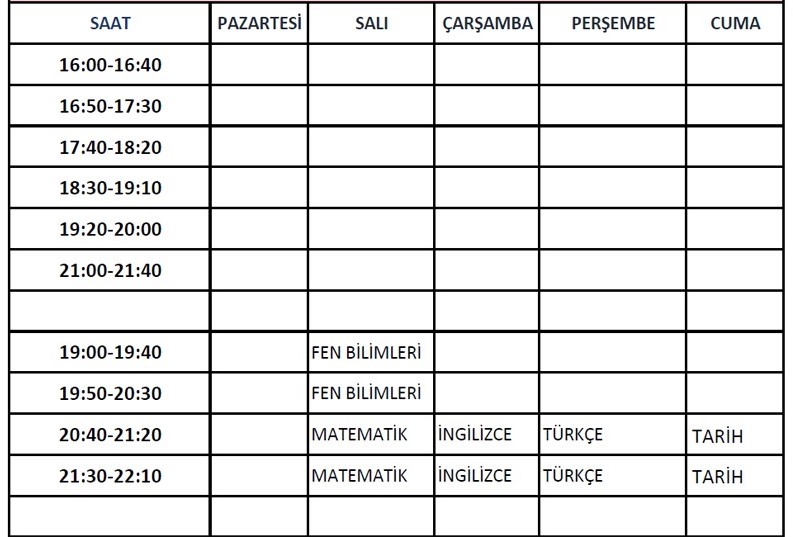 SAAT PAZARTESİ SALI ÇARŞAMBA PERŞEMBE CUMA
16:00-16:40
16:50-17:30
17:40-18:20
18:30-19:10
19:20-20:00
21:00-21:40
19:00-19:40 FEN BİLİMLERİ
19:50-20:30 FEN BİLİMLERİ
20:40-21:20 MATEMATİK İNGİLİZCE TÜRKÇE TARİH
21:30-22:10 MATEMATİK İNGİLİZCE TÜRKÇE TARİH